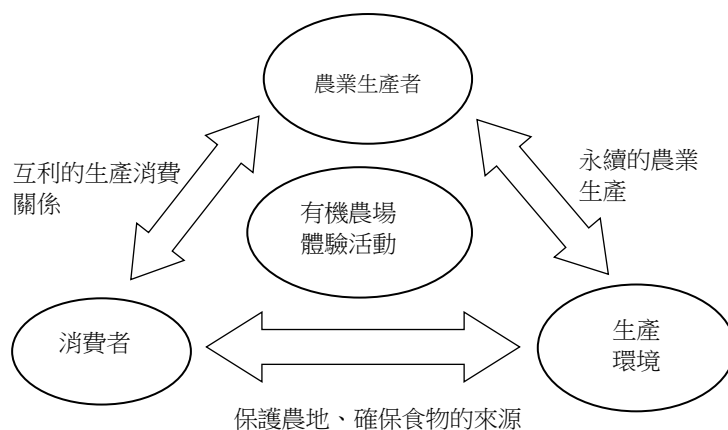 農業生產者
互利的生產消費
關係
永續的農業
生產
有機農場
體驗活動
消費者
生產
環境
保護農地、確保食物的來源